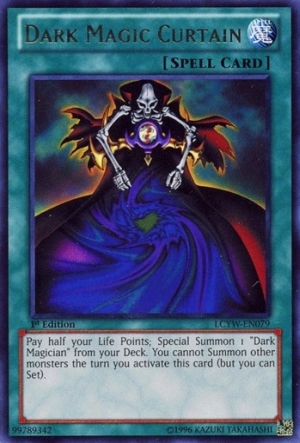 DARK MAGIC CURTAIN
魔
[SPELL CARD]
1st Edition
LCYW-EN079
Pay half your Life Points; Special Summon 1 "Dark
Magician" from your Deck. You cannot Summon other
monsters the turn you activate this card (but you can
Set).
99789342
©1996 KAZUKI TAKAHASHI